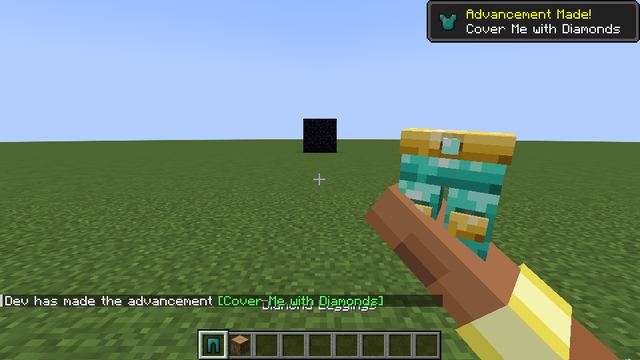 Advancement Made!
Cover Me with Diamonds
Dev has made the advancement [Cover Me with Diamonds]
Diamond Leggings